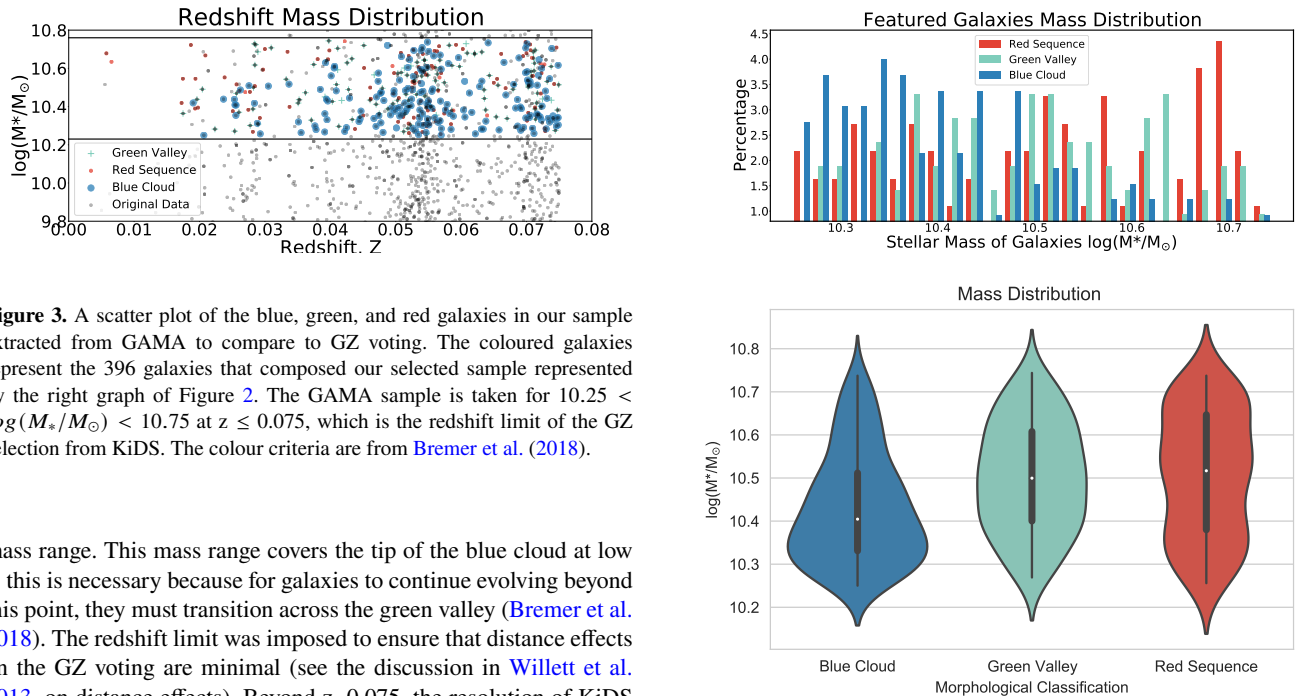 Redshift Mass Distribution
10.8
10.6
10.4
10.2
10.0
9.8
log(M*/M⊙)
Green Valley
Red Sequence
Blue Cloud
Original Data
0.00 0.01 0.02 0.03 0.04 0.05 0.06 0.07 0.08
Redshift, Z
igure 3. A scatter plot of the blue, green, and red galaxies in our sample
xtracted from GAMA to compare to GZ voting. The coloured galaxies
present the 396 galaxies that composed our selected sample represented
y the right graph of Figure 2. The GAMA sample is taken for 10.25 <
og(M∗/M⊙) < 10.75 at z ≤ 0.075, which is the redshift limit of the GZ
election from KiDS. The colour criteria are from Bremer et al. (2018).
ass range. This mass range covers the tip of the blue cloud at low
this is necessary because for galaxies to continue evolving beyond
is point, they must transition across the green valley (Bremer et al.
018). The redshift limit was imposed to ensure that distance effects
n the GZ voting are minimal (see the discussion in Willett et al.
013, on distance effects). Beyond z=0.075, the resolution of KiDS
Featured Galaxies Mass Distribution
4.5
4.0
3.5
3.0
2.5
2.0
1.5
1.0
Percentage
Red Sequence
Green Valley
Blue Cloud
10.3 10.4 10.5 10.6 10.7
Stellar Mass of Galaxies log(M*/M⊙)
Mass Distribution
10.8
10.7
10.6
10.5
10.4
10.3
10.2
log(M*/M⊙)
Blue Cloud Green Valley Red Sequence
Morphological Classification